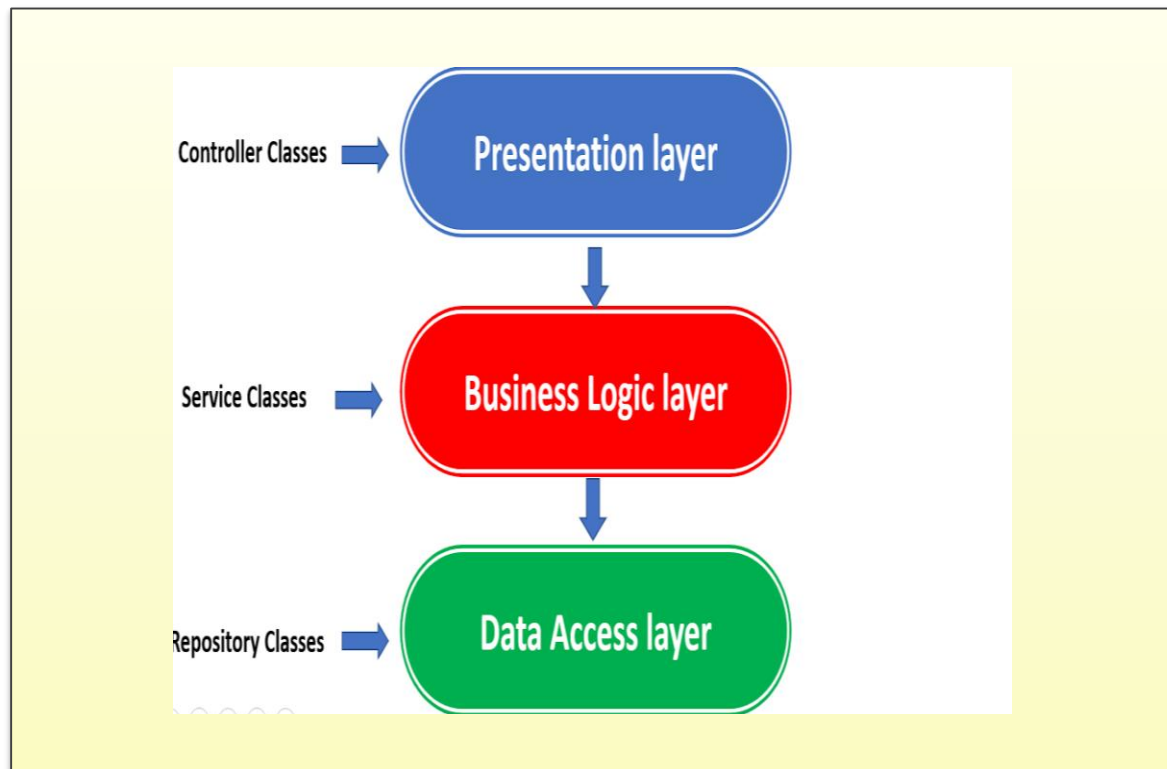 Controller Classes
Presentation layer
Service Classes
Business Logic layer
Repository Classes
Data Access layer